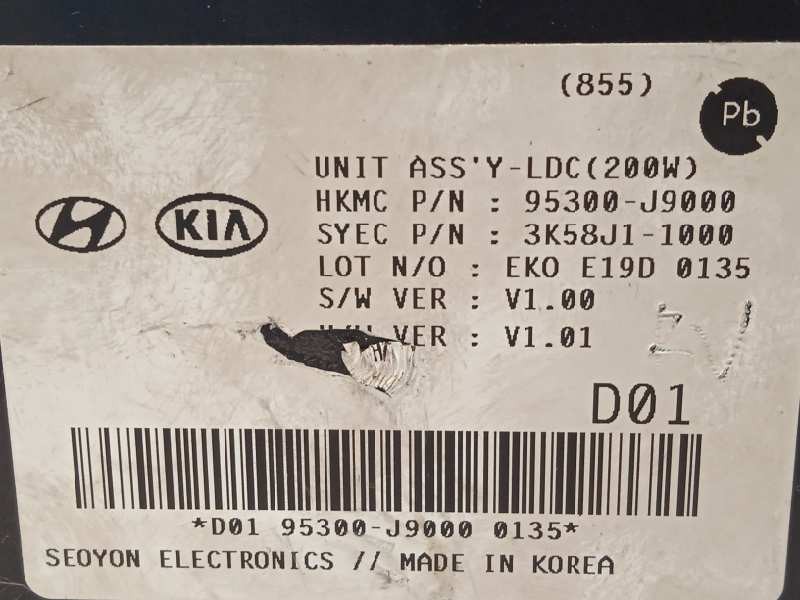 (855)
Pb
UNIT ASS'Y-LDC(200W)
HKMC P/N : 95300-J9000
KIA
SYEC P/N : 3K58J1-1000
LOT N/O : EKO E19D 0135
S/W VER : V1.00
VER : V1.01
D01
*D01 95300-J9000 0135*
SEOYON ELECTRONICS // MADE IN KOREA